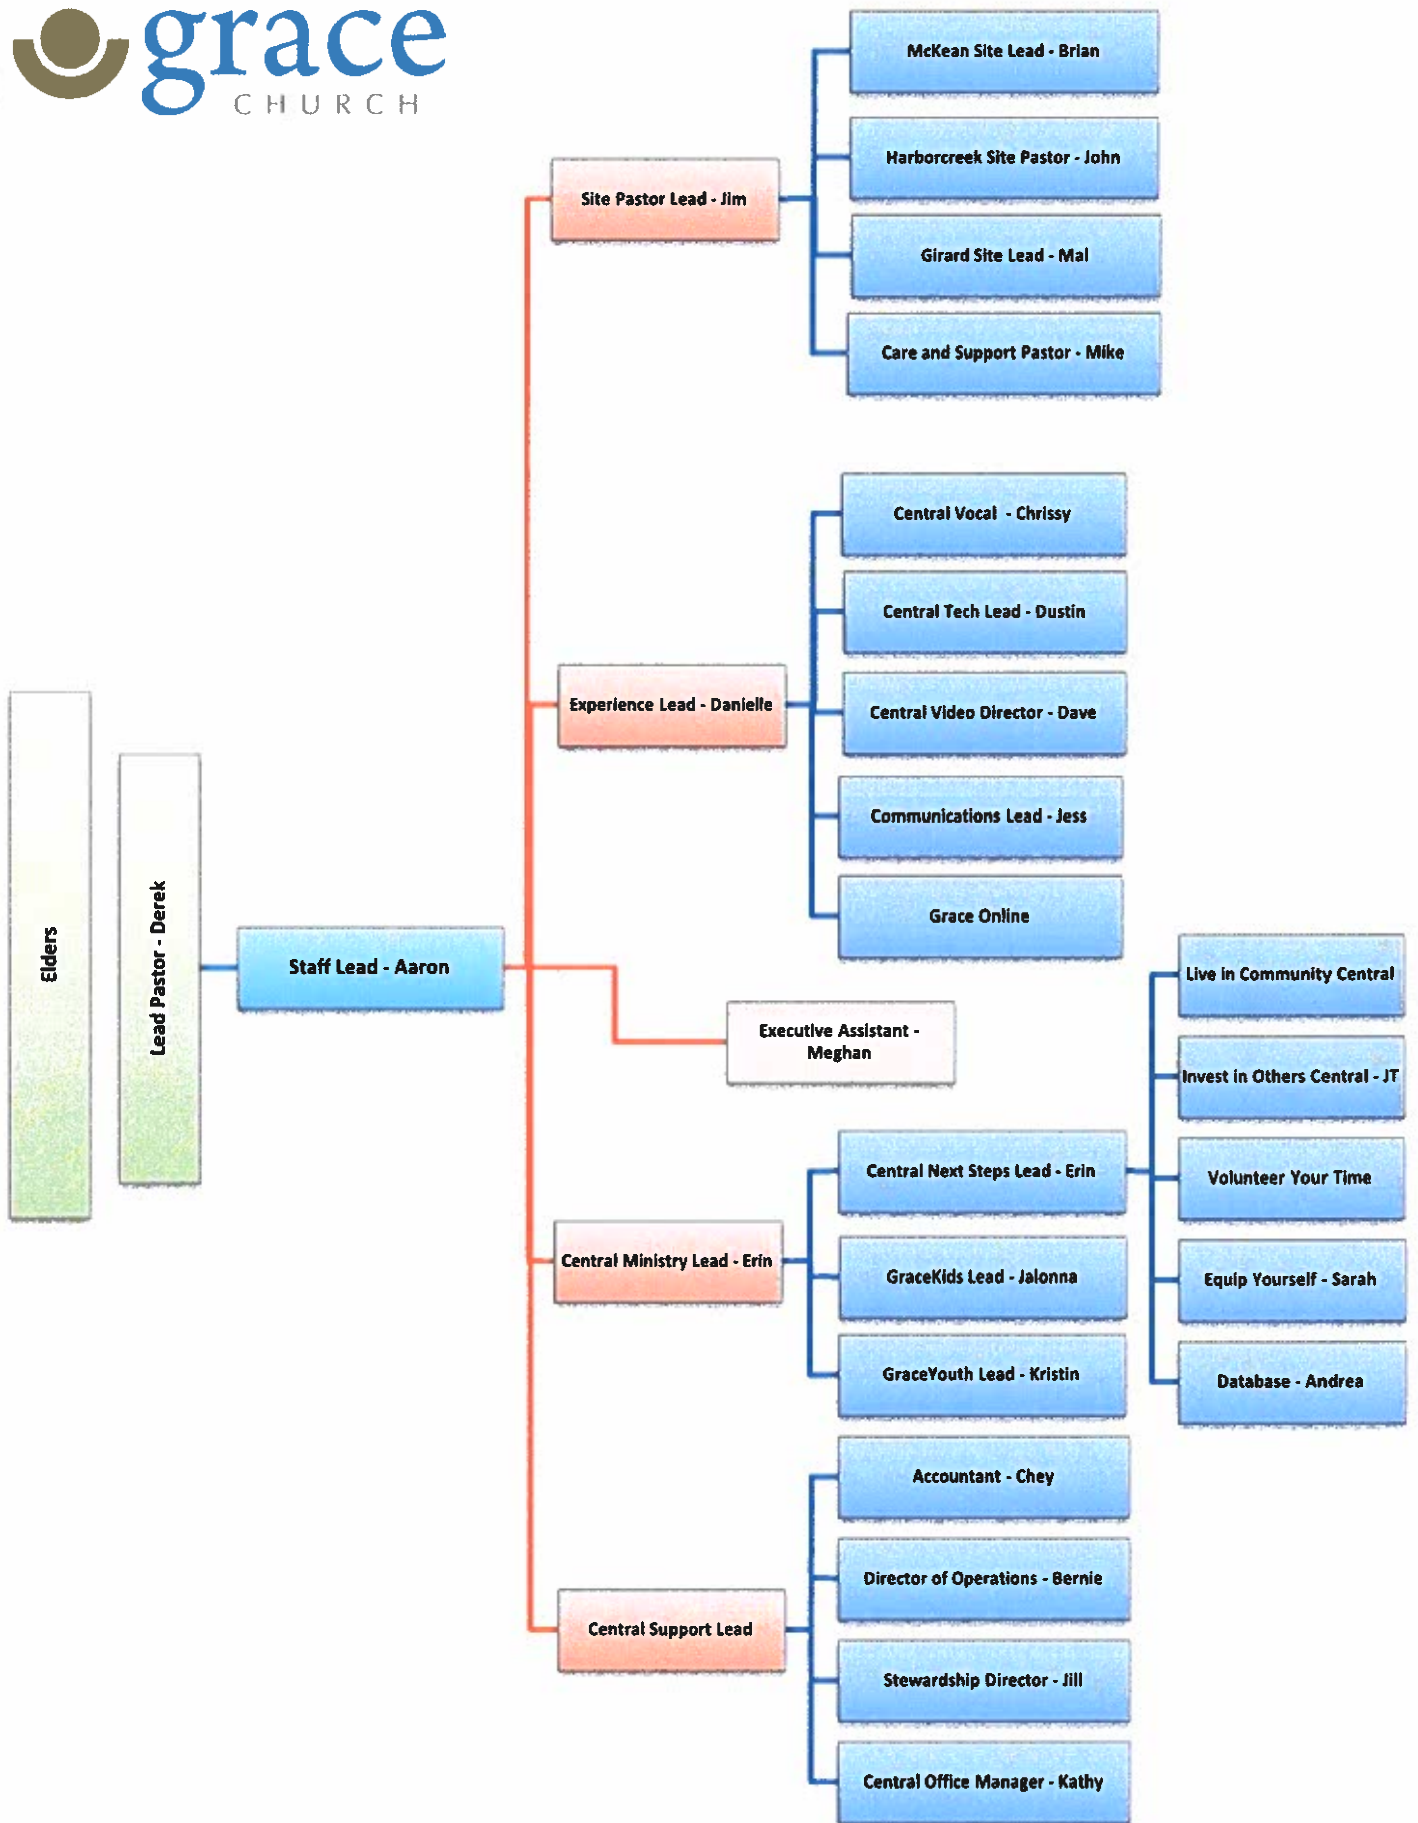 grace
CHURCH
McKean Site Lead - Brian
Harborcreek Site Pastor - John
Site Pastor Lead - Jim
Girard Site Lead - Mal
Care and Support Pastor - Mike
Central Vocal - Chrissy
Central Tech Lead - Dustin
Experience Lead - Danielle
Central Video Director - Dave
Communications Lead - Jess
Grace Online
Elders
Lead Pastor - Derek
Staff Lead - Aaron
Executive Assistant -
Meghan
Live in Community Central
Invest in Others Central - JT
Central Next Steps Lead - Erin
Volunteer Your Time
Central Ministry Lead - Erin
GraceKids Lead - Jalonna
Equip Yourself - Sarah
GraceYouth Lead - Kristin
Database - Andrea
Accountant - Chey
Director of Operations - Bernie
Central Support Lead
Stewardship Director - Jill
Central Office Manager - Kathy